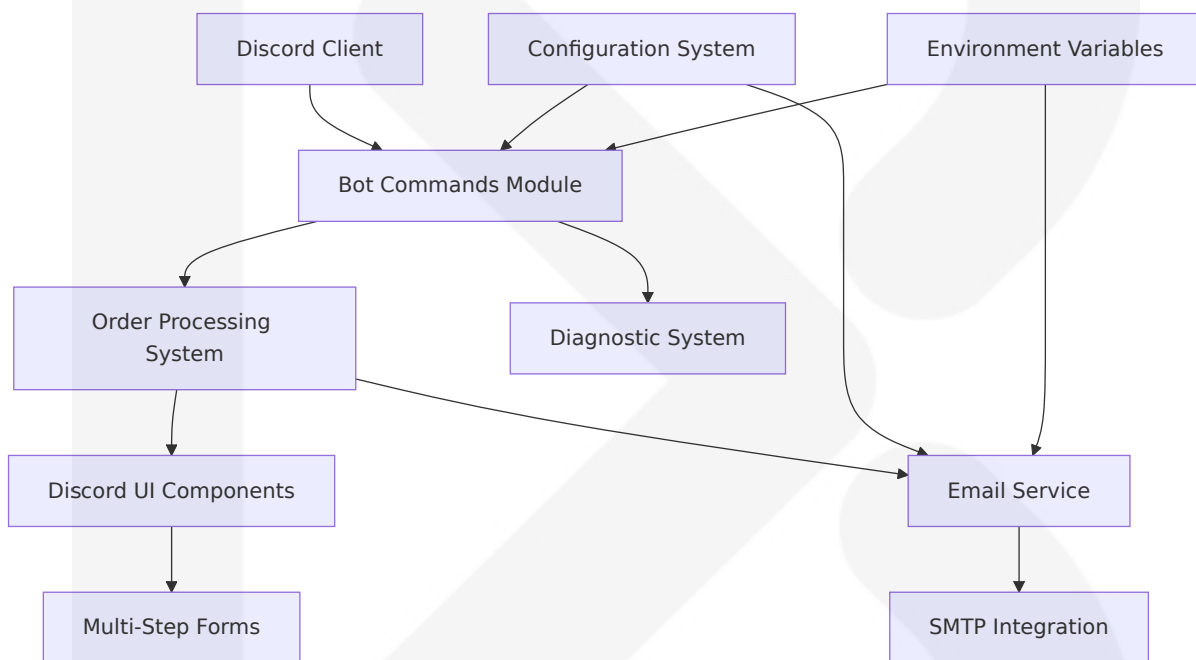 Discord Client
Configuration System
Environment Variables
Bot Commands Module
Order Processing
System
Diagnostic System
Discord UI Components
Email Service
Multi-Step Forms
SMTP Integration